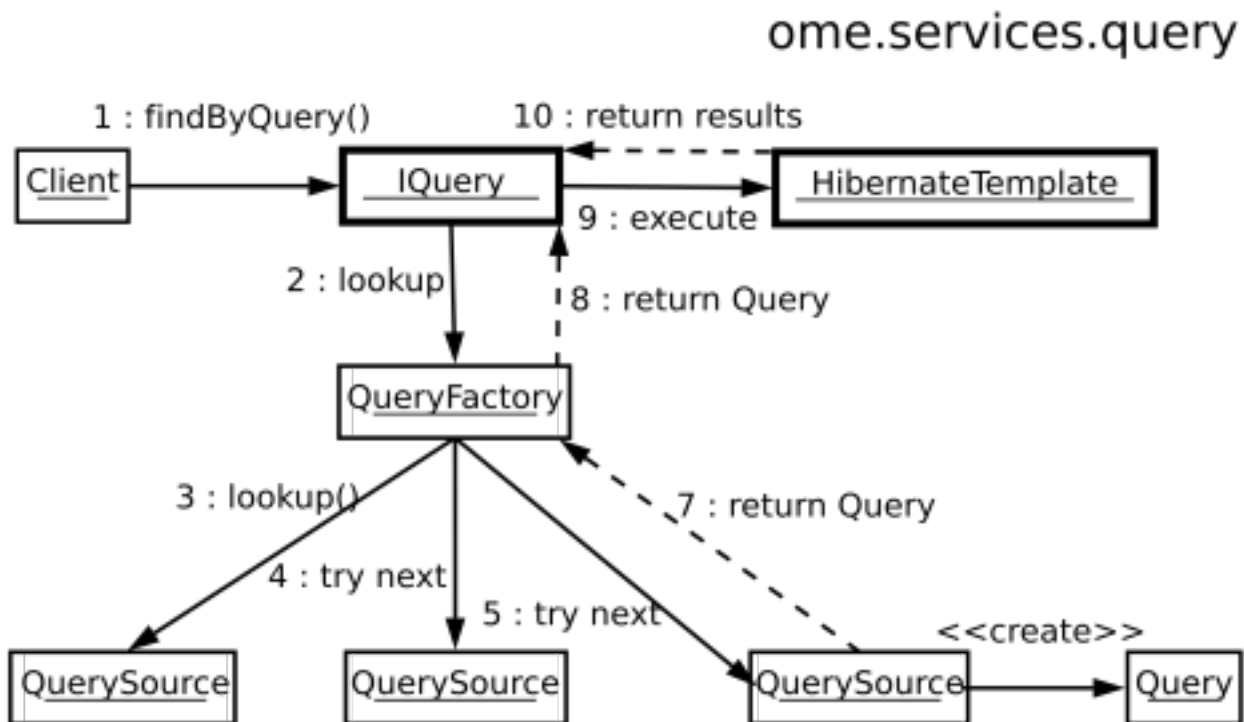 ome.services.query
1 : findByQuery()
10 : return results
Client
IQuery
HibernateTemplate
9 : execute
2 : lookup
8 : return Query
QueryFactory
3 : lookup()
7 : return Query
4 : try next
5 : try next
<<create>>
QuerySource
QuerySource
QuerySource
Query